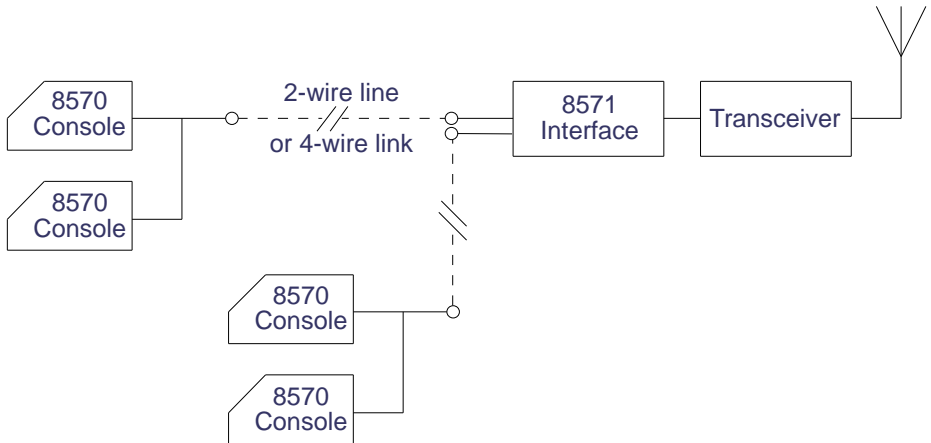 8570
Console
2-wire line
or 4-wire link
8571
Interface
Transceiver
8570
Console
8570
Console
8570
Console